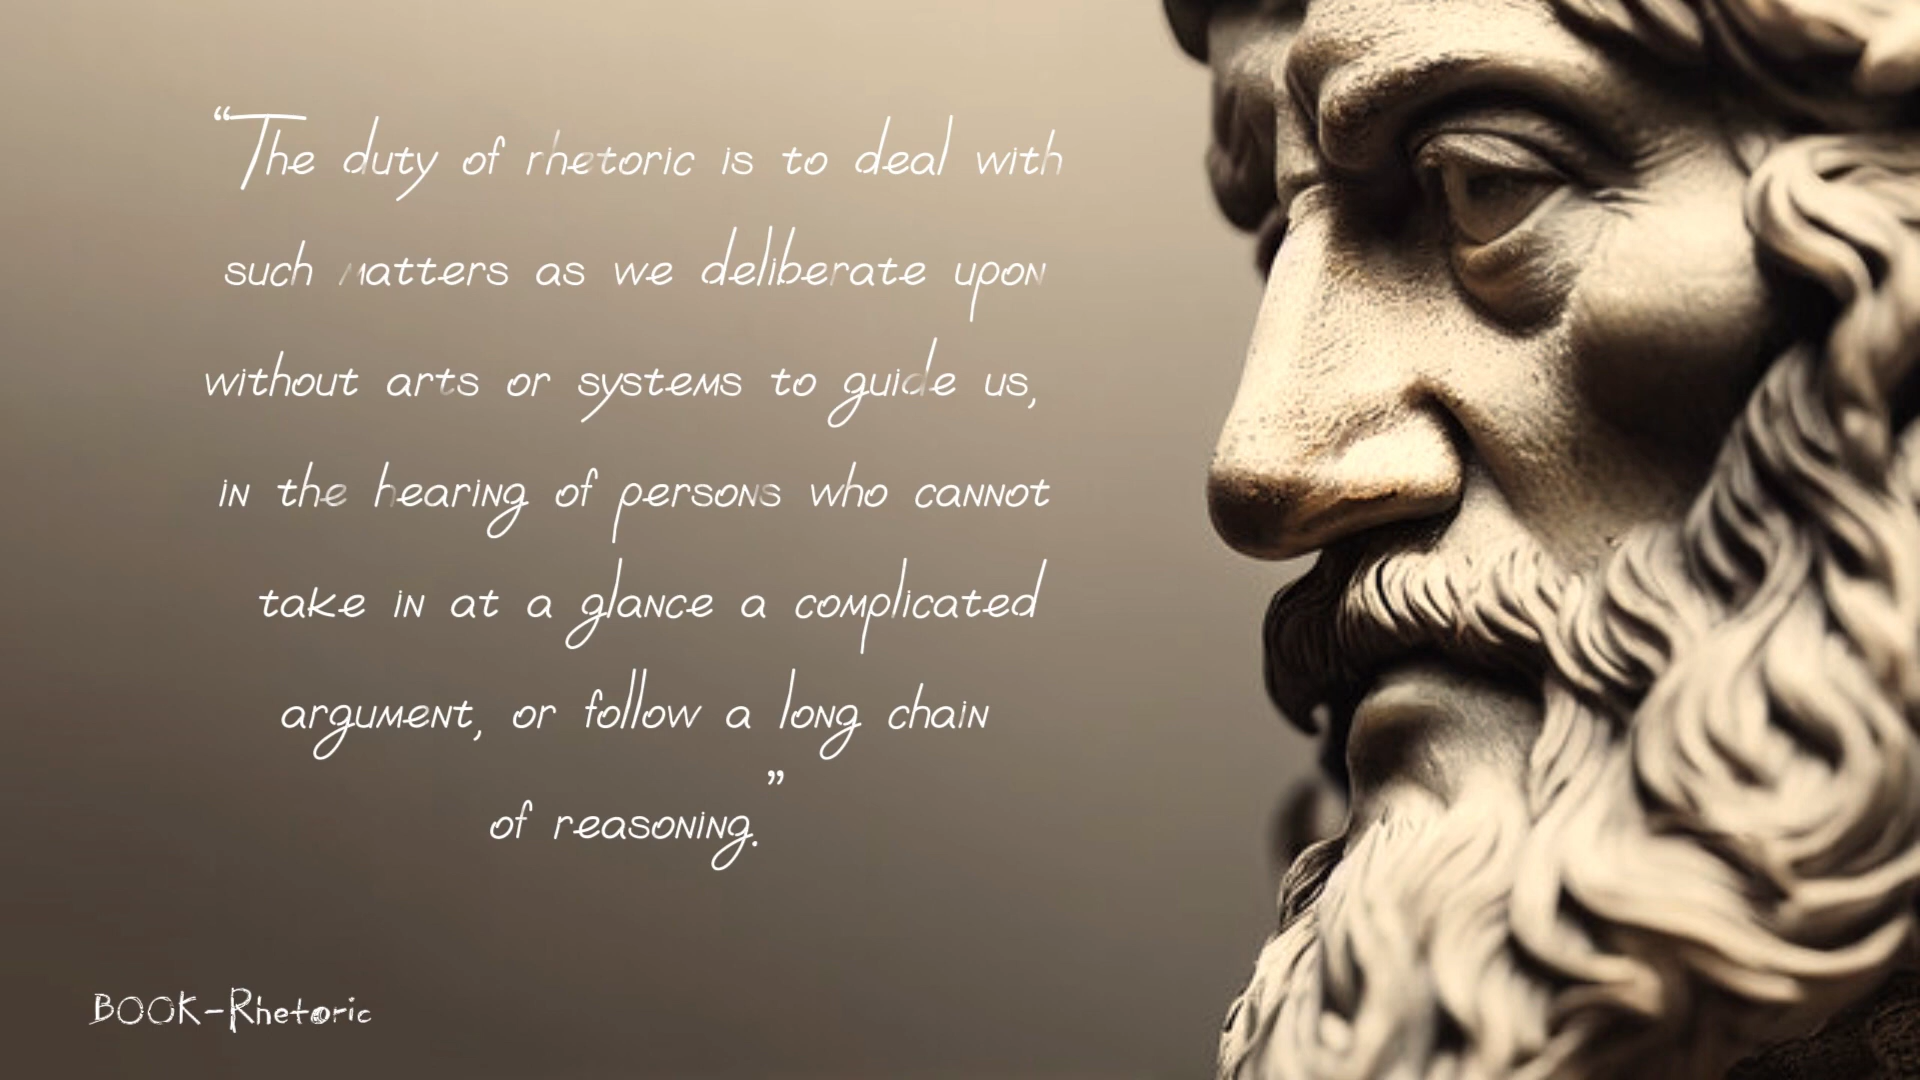 “The duty of rhetoric is to deal with
such matters as we deliberate upon
without arts or systems to guide us,
in the hearing of persons who cannot
take in at a glance a complicated
argument, or follow a long chain
of reasoning.”
BOOK-Rhetoric